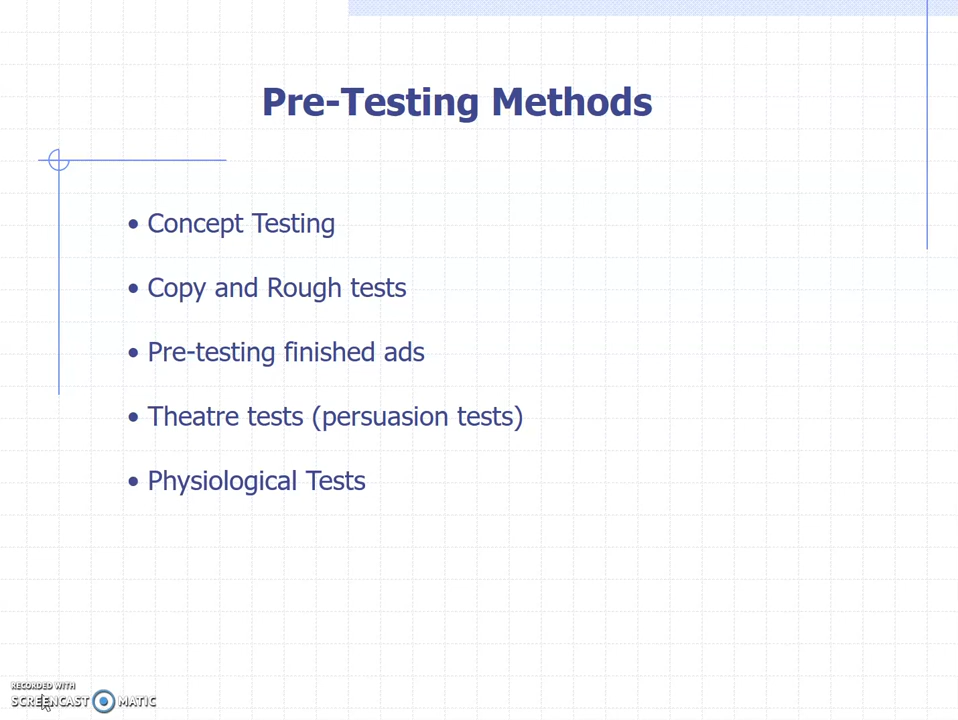 Pre-Testing Methods
• Concept Testing
• Copy and Rough tests
• Pre-testing finished ads
• Theatre tests (persuasion tests)
• Physiological Tests
RECORDED WITH
SCREENCAST MATIC